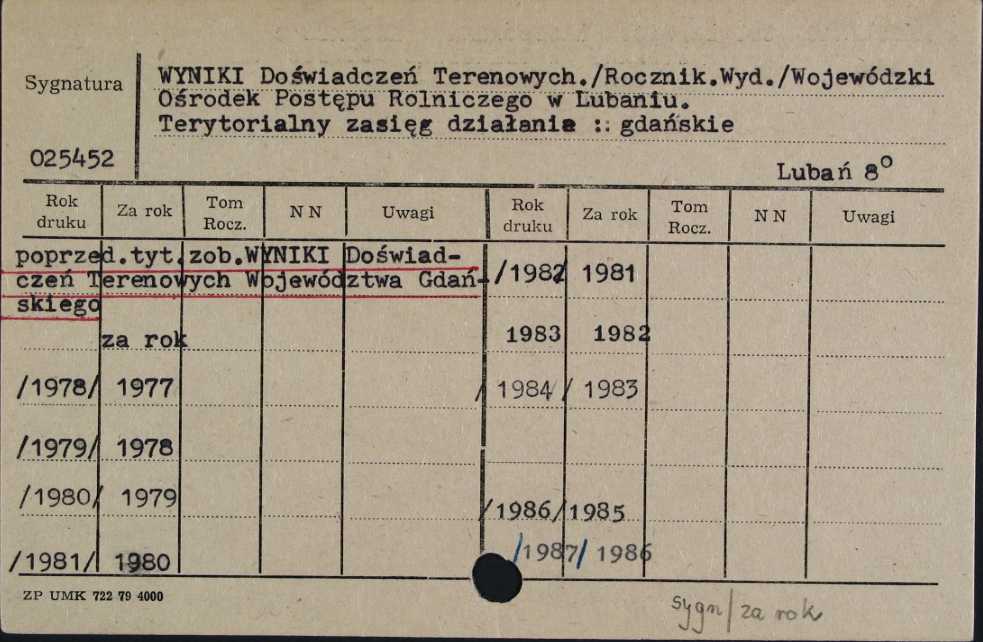 Sygnatura
WYNIKI Doświadczeń Terenowych./Rocznik.Wyd./Wojewódzki
Ośrodek Postępu Rolniczego w Lubaniu.
Terytorialny zasięg działania :: gdańskie
025452
Lubań 8°
Rok druku Za rok Tom Rocz. N N Uwagi Rok druku Za rok Tom Rocz. N N Uwagi
poprzed.tyt.zob.WYNIKI Doświad-
czeń Terenowych Województwa Gdań-
skiego
za rok
/1978/ 1977
/1979/ 1978
/1980/ 1979
/1981/ 1980
/1982 1981
1983 1982
/1984/ 1983
/1986/ 1985
/1987/ 1986
ZP UMK 722 79 4000
sygn/za rok